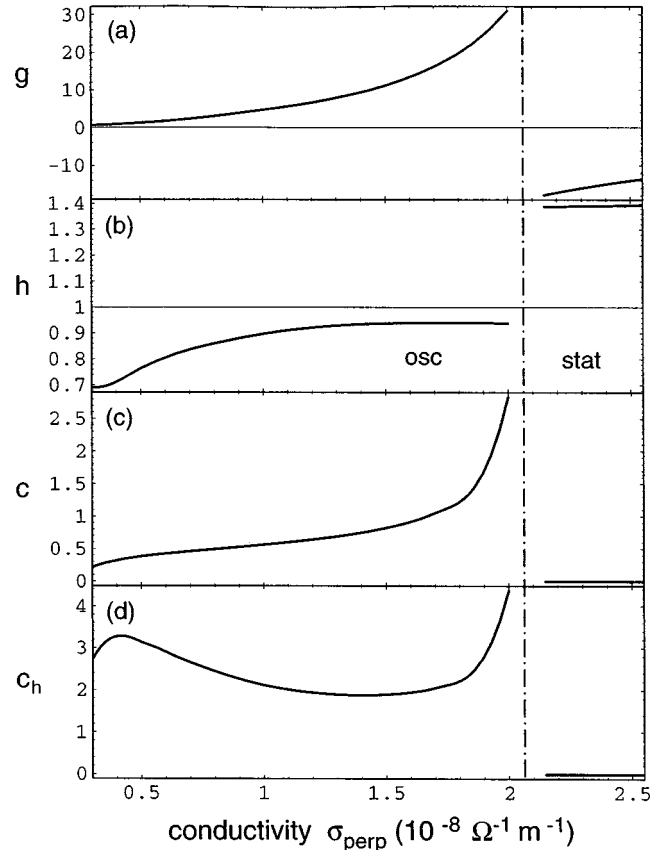 30
(a)
g
20
10
0
-10
1.4
(b)
1.3
1.2
h
1.1
1
0.9
osc
stat
0.8
0.7
2.5
(c)
2
c
1.5
1
0.5
0
4
(d)
3
c_h
2
1
0
0.5 1 1.5 2 2.5
conductivity σ_perp (10^-8 Ω^-1 m^-1)